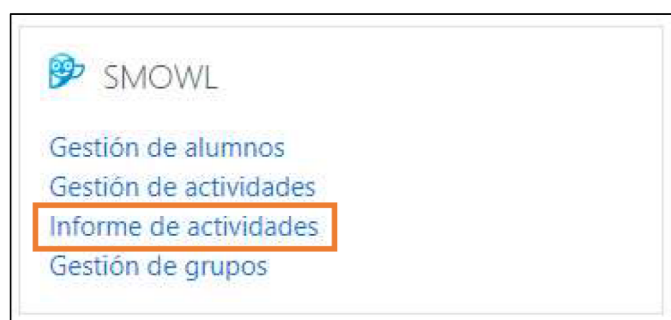 SMOWL
Gestión de alumnos
Gestión de actividades
Informe de actividades
Gestión de grupos